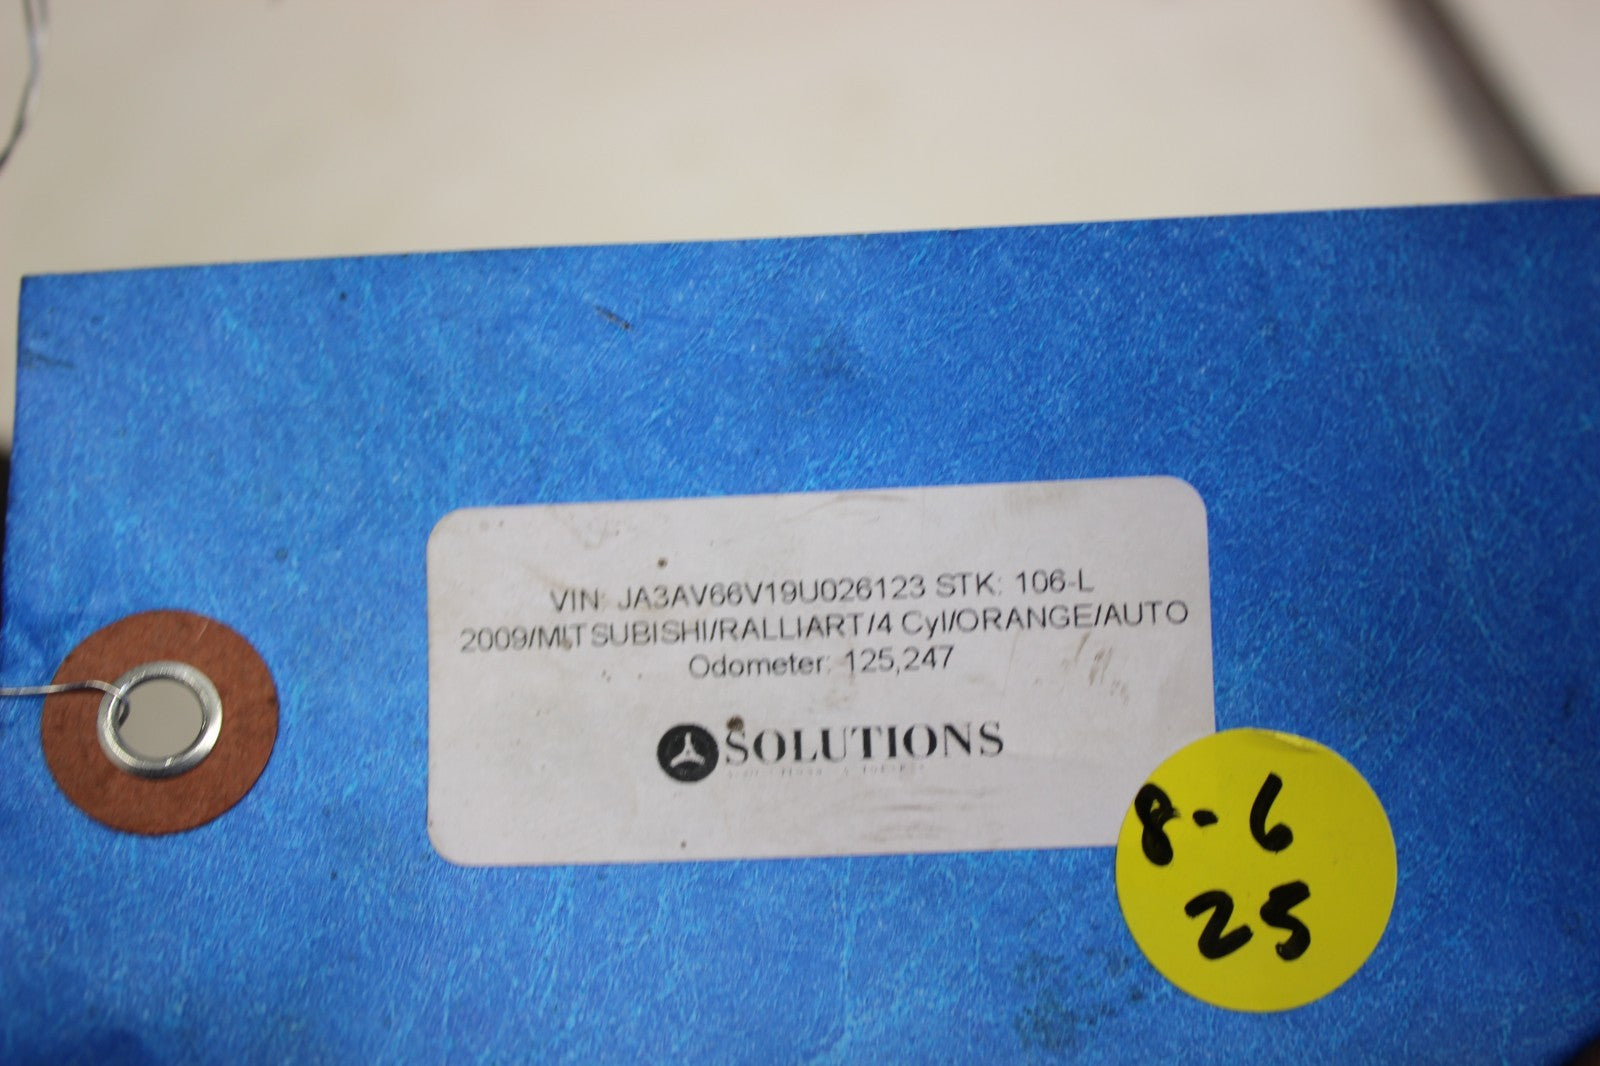 VIN: JA3AV66V19U026123 STK: 106-L
2009/MITSUBISHI/RALLIART/4 Cyl/ORANGE/AUTO
Odometer: 125,247
SOLUTIONS
8-6
25